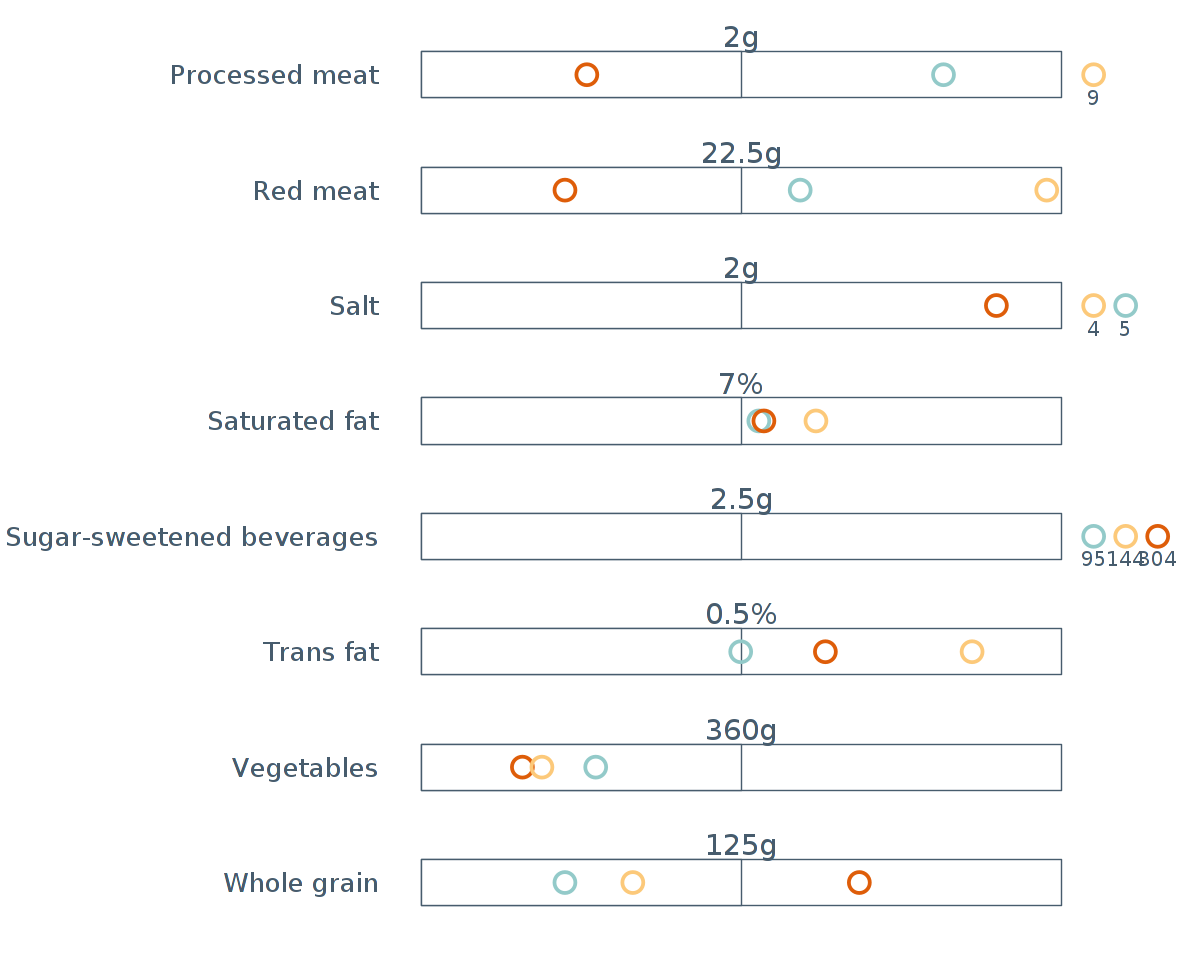 2g
Processed meat
9
22.5g
Red meat
2g
Salt
4 5
7%
Saturated fat
2.5g
Sugar-sweetened beverages
95 144 304
0.5%
Trans fat
360g
Vegetables
125g
Whole grain